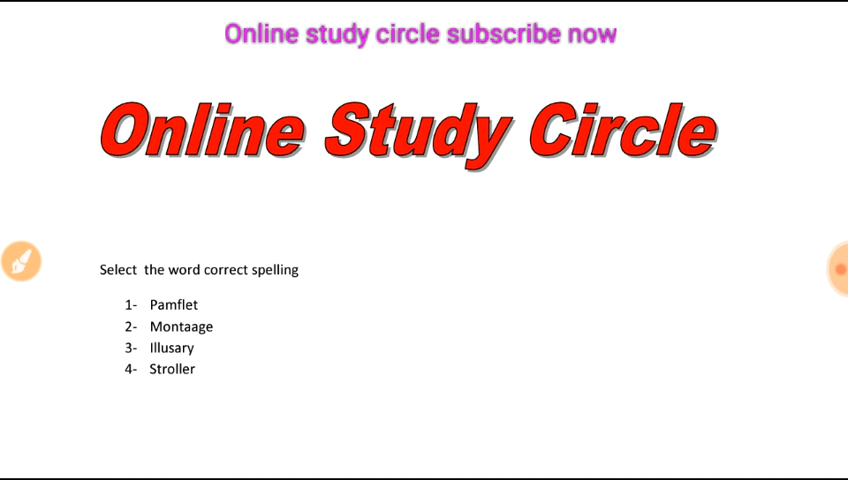 Online study circle subscribe now
Online Study Circle
Select the word correct spelling
1- Pamflet
2- Montaage
3- Illusary
4- Stroller